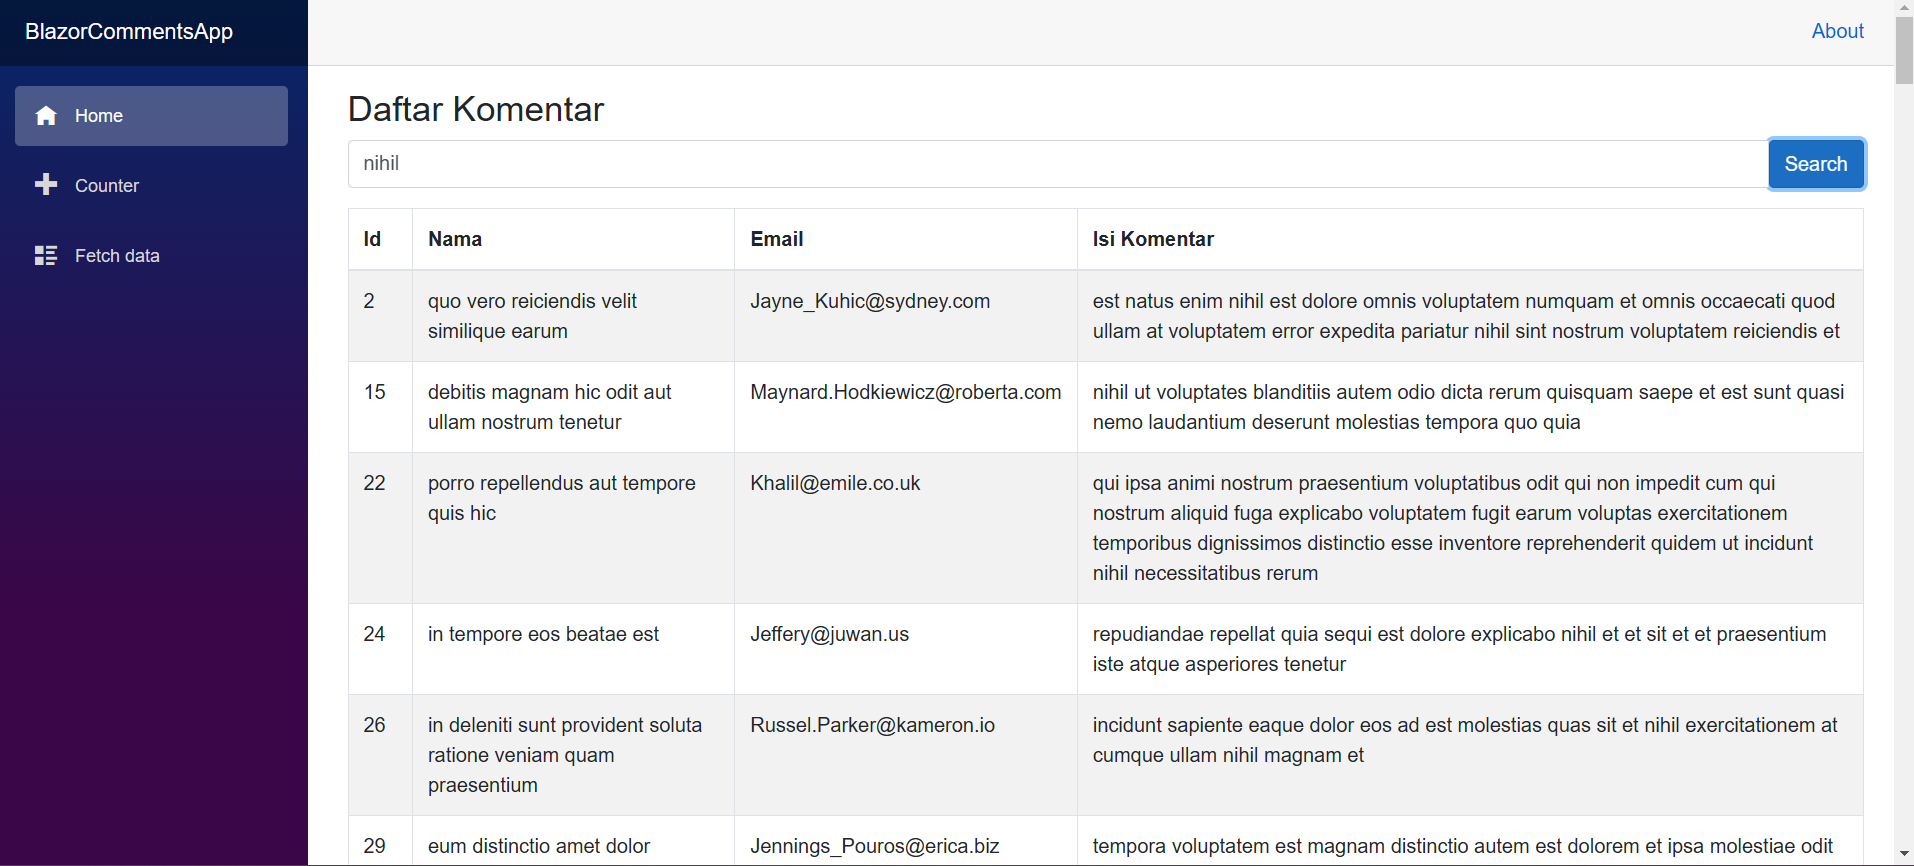 BlazorCommentsApp
About
Home
Counter
Fetch data
Daftar Komentar
nihil
Search
Id Nama Email Isi Komentar
2 quo vero reiciendis velit Jayne_Kuhic@sydney.com est natus enim nihil est dolore omnis voluptatem numquam et omnis occaecati quod
similique earum ullam at voluptatem error expedita pariatur nihil sint nostrum voluptatem reiciendis et
15 debitis magnam hic odit aut Maynard.Hodkiewicz@roberta.com nihil ut voluptates blanditiis autem odio dicta rerum quisquam saepe et est sunt quasi
ullam nostrum tenetur nemo laudantium deserunt molestias tempora quo quia
22 porro repellendus aut tempore Khalil@emile.co.uk qui ipsa animi nostrum praesentium voluptatibus odit qui non impedit cum qui
quis hic nostrum aliquid fuga explicabo voluptatem fugit earum voluptas exercitationem
temporibus dignissimos distinctio esse inventore reprehenderit quidem ut incidunt
nihil necessitatibus rerum
24 in tempore eos beatae est Jeffery@juwan.us repudiandae repellat quia sequi est dolore explicabo nihil et et sit et et praesentium
iste atque asperiores tenetur
26 in deleniti sunt provident soluta Russel.Parker@kameron.io incidunt sapiente eaque dolor eos ad est molestias quas sit et nihil exercitationem at
ratione veniam quam cumque ullam nihil magnam et
praesentium
29 eum distinctio amet dolor Jennings_Pouros@erica.biz tempora voluptatem est magnam distinctio autem est dolorem et ipsa molestiae odit